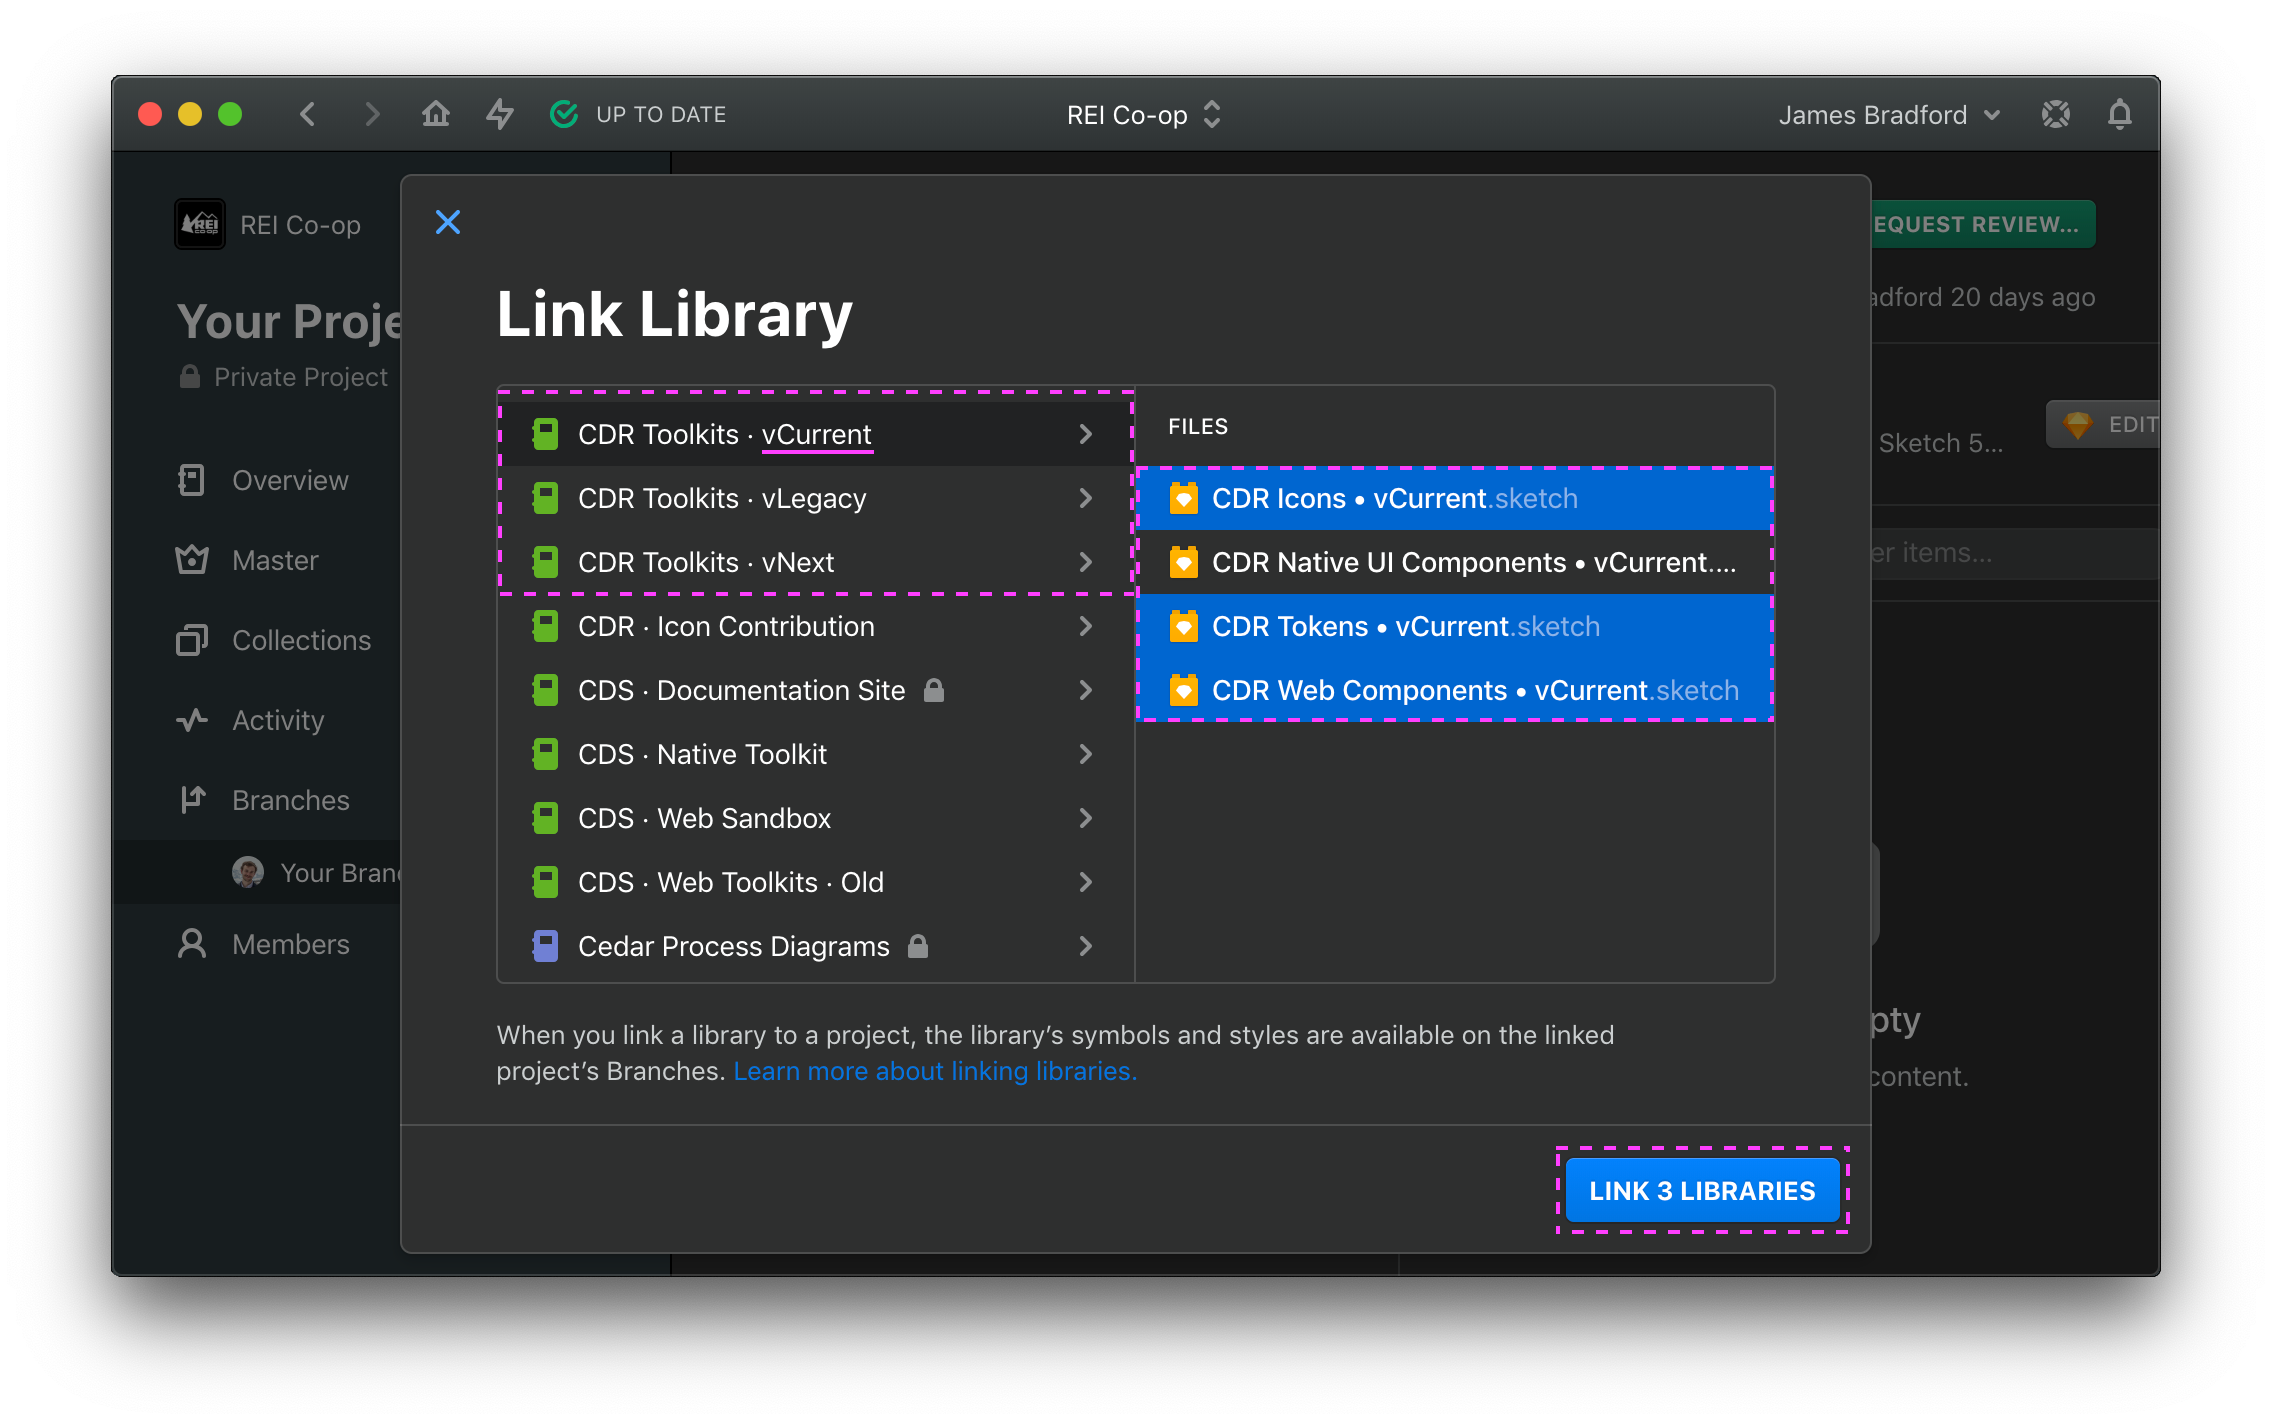 UP TO DATE
REI Co-op
James Bradford
REI
CO·OP
REI Co-op
Your Proje
Private Project
Overview
Master
Collections
Activity
Branches
Your Bran
Members
EQUEST REVIEW...
adford 20 days ago
Sketch 5...
EDIT
er items...
pty
content.
Link Library
CDR Toolkits · vCurrent
CDR Toolkits · vLegacy
CDR Toolkits · vNext
CDR · Icon Contribution
CDS · Documentation Site
CDS · Native Toolkit
CDS · Web Sandbox
CDS · Web Toolkits · Old
Cedar Process Diagrams
FILES
CDR Icons • vCurrent.sketch
CDR Native UI Components • vCurrent....
CDR Tokens • vCurrent.sketch
CDR Web Components • vCurrent.sketch
When you link a library to a project, the library’s symbols and styles are available on the linked
project’s Branches. Learn more about linking libraries.
LINK 3 LIBRARIES